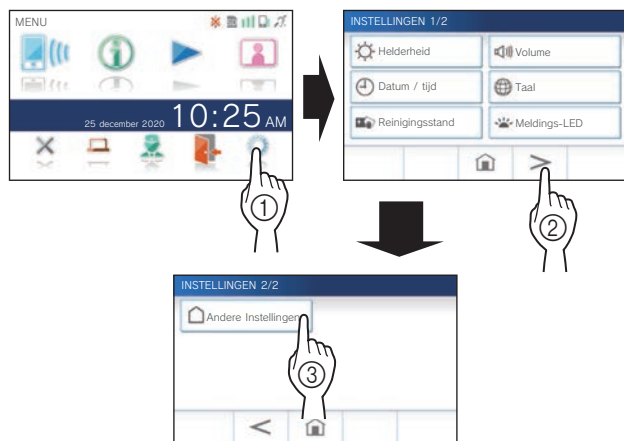 MENU
25 december 2020 10:25 AM
①
INSTELLINGEN 1/2
Helderheid
Volume
Datum / tijd
Taal
Reinigingsstand
Meldings-LED
②
INSTELLINGEN 2/2
Andere Instellingen
③